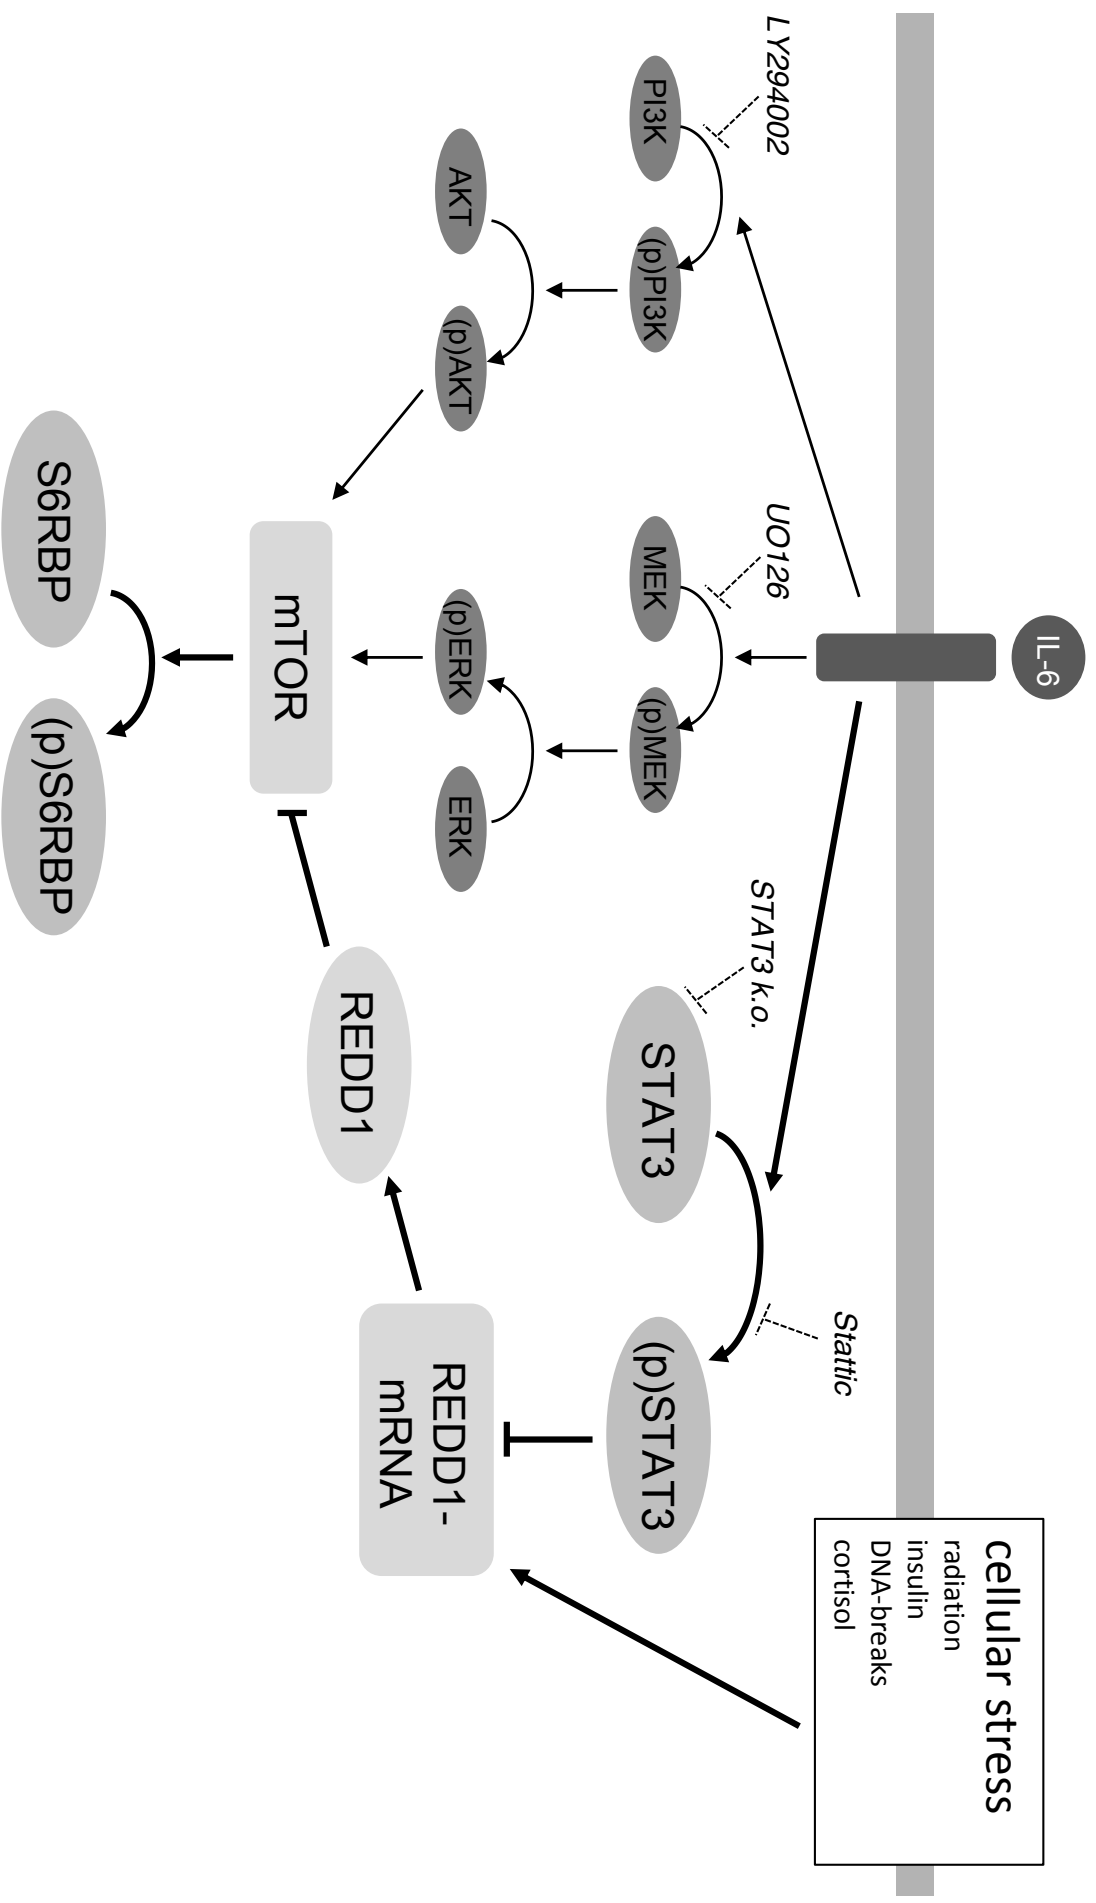 IL-6
cellular stress
radiation
insulin
DNA-breaks
cortisol
LY294002
UO126
STAT3 k.o.
Stattic
PI3K
(p)PI3K
MEK
(p)MEK
STAT3
(p)STAT3
AKT
(p)AKT
(p)ERK
ERK
REDD1-
mRNA
REDD1
mTOR
S6RBP
(p)S6RBP